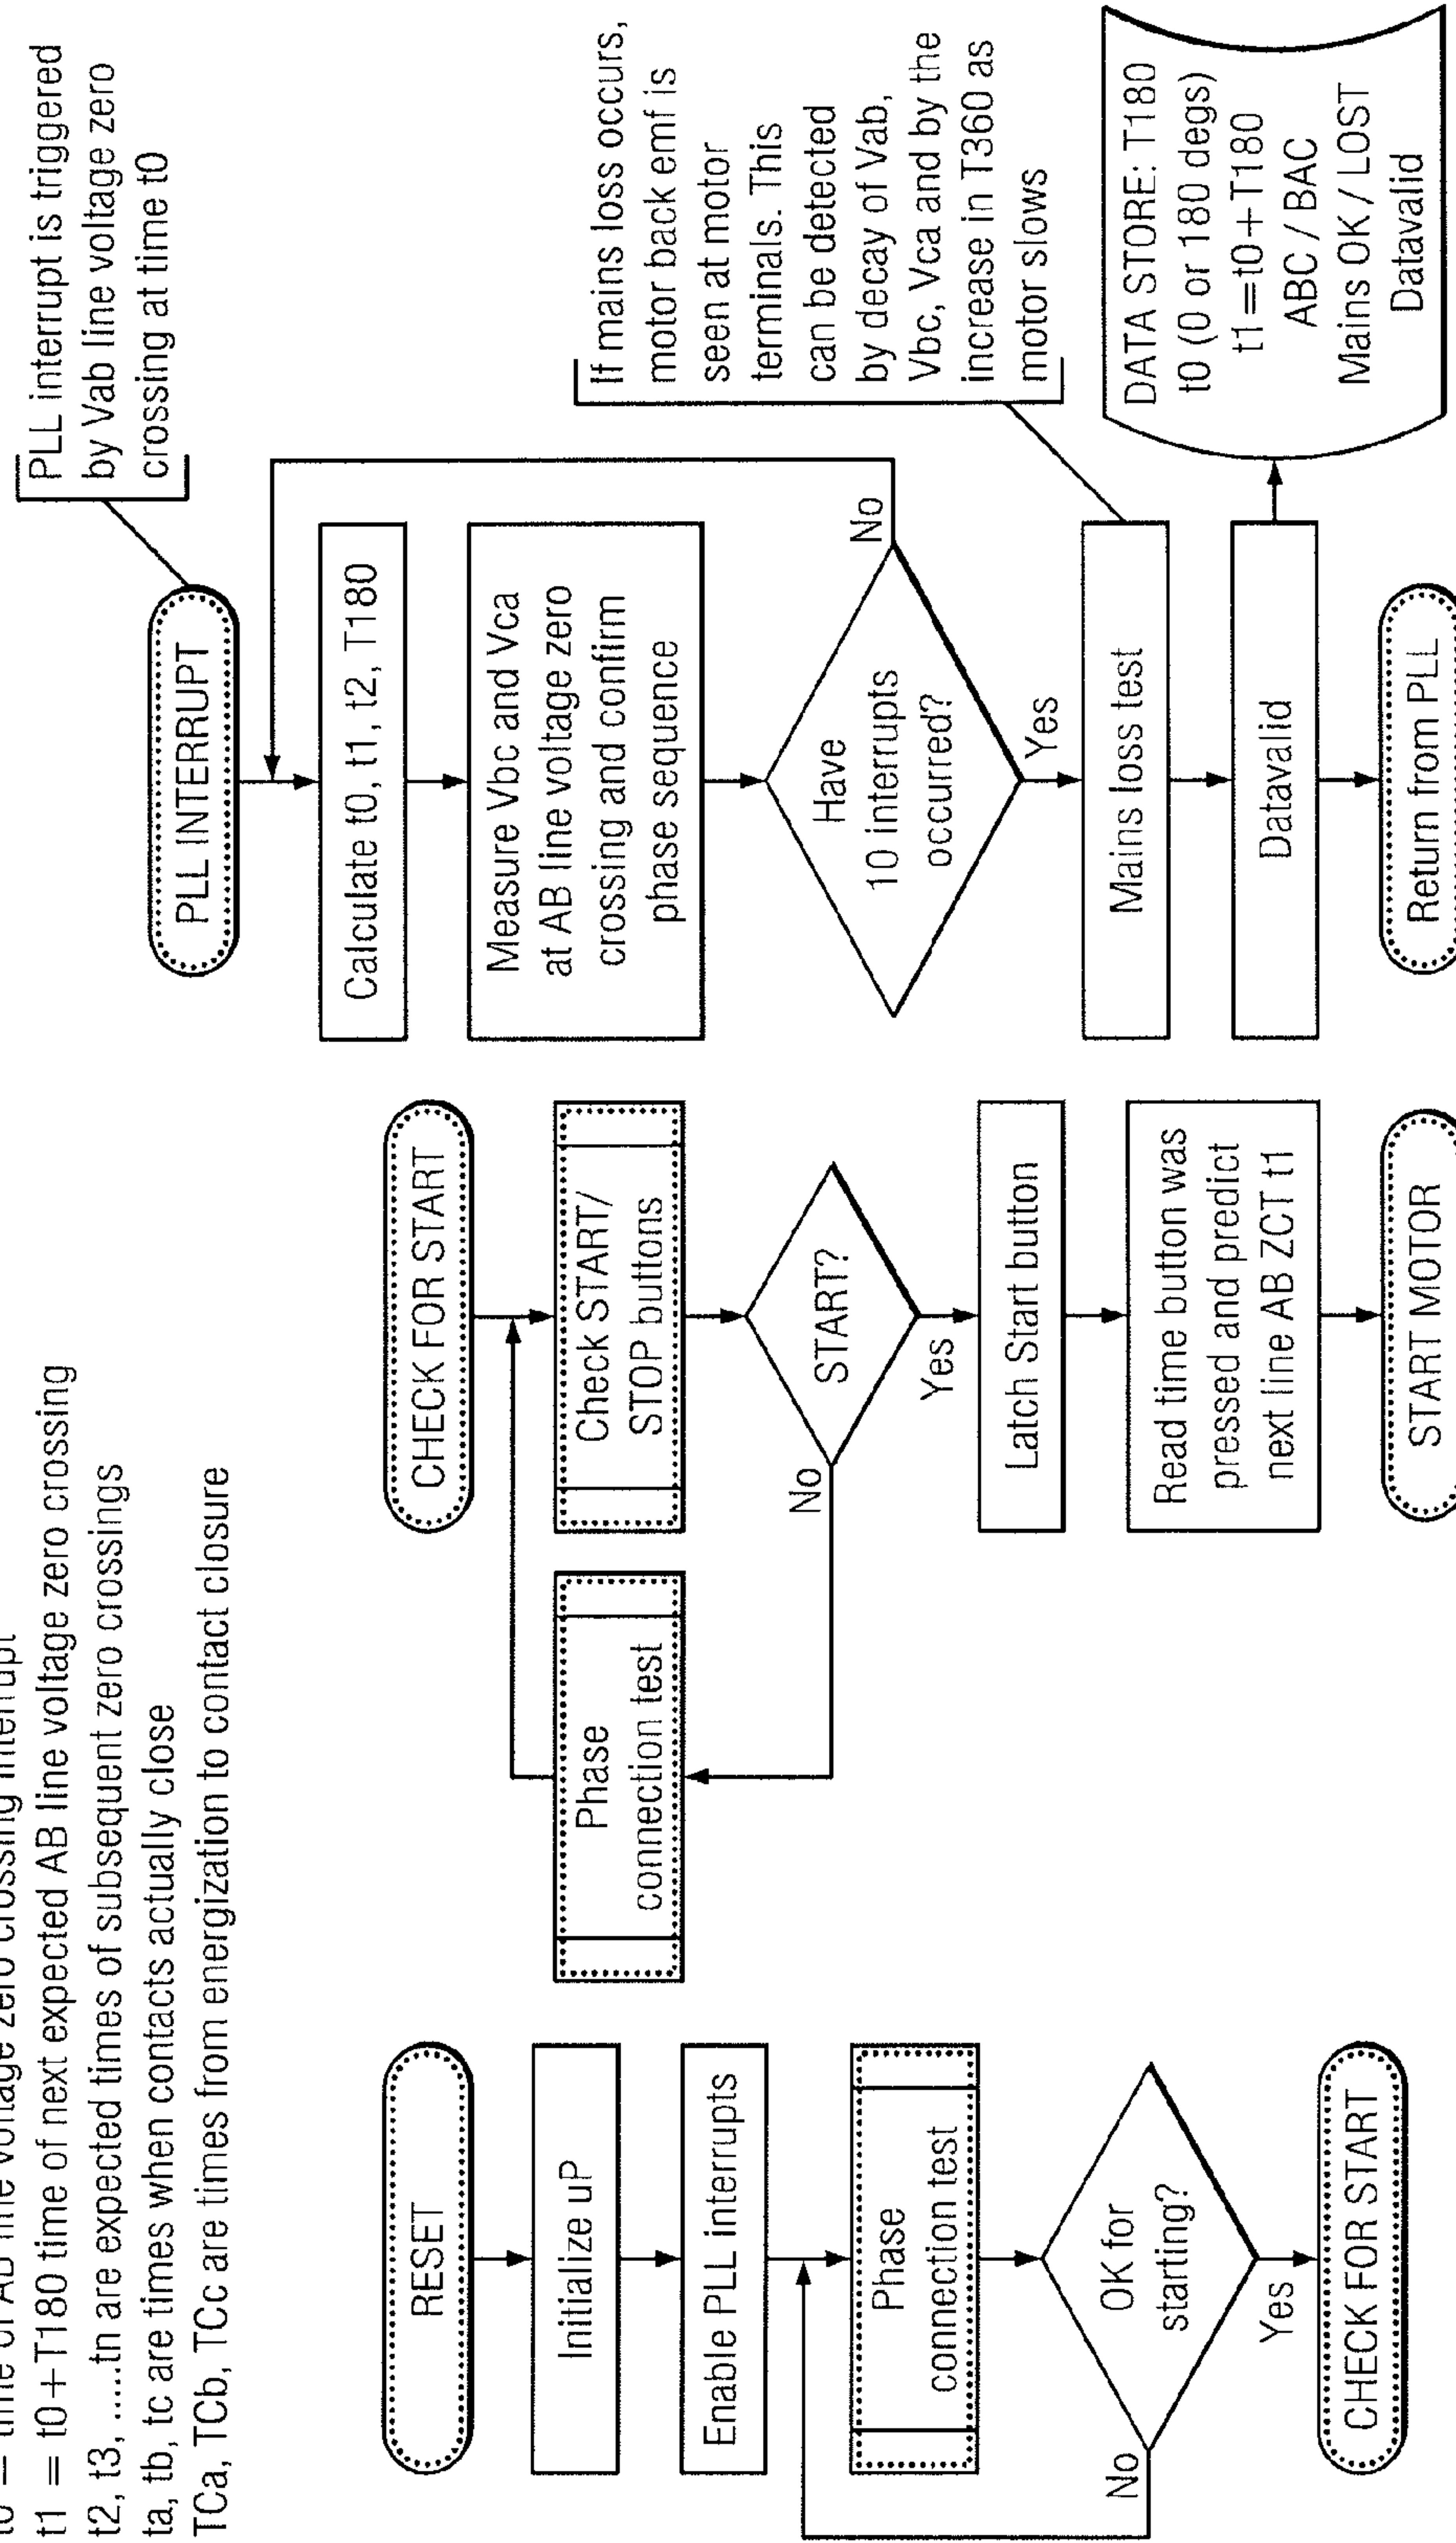 t0 = time of AB line voltage zero crossing interrupt
t1 = t0+T180 time of next expected AB line voltage zero crossing
t2, t3, .....tn are expected times of subsequent zero crossings
ta, tb, tc are times when contacts actually close
TCa, TCb, TCc are times from energization to contact closure
RESET
Initialize uP
Enable PLL interrupts
Phase
connection test
OK for
starting?
No
Yes
CHECK FOR START
CHECK FOR START
Phase
connection test
Check START/
STOP buttons
START?
No
Yes
Latch Start button
Read time button was
pressed and predict
next line AB ZCT t1
START MOTOR
PLL INTERRUPT
PLL interrupt is triggered
by Vab line voltage zero
crossing at time t0
Calculate t0, t1, t2, T180
Measure Vbc and Vca
at AB line voltage zero
crossing and confirm
phase sequence
Have
10 interrupts
occurred?
No
Yes
If mains loss occurs,
motor back emf is
seen at motor
terminals. This
can be detected
by decay of Vab,
Vbc, Vca and by the
increase in T360 as
motor slows
Mains loss test
Datavalid
Return from PLL
DATA STORE: T180
t0 (0 or 180 degs)
t1=t0+T180
ABC / BAC
Mains OK / LOST
Datavalid